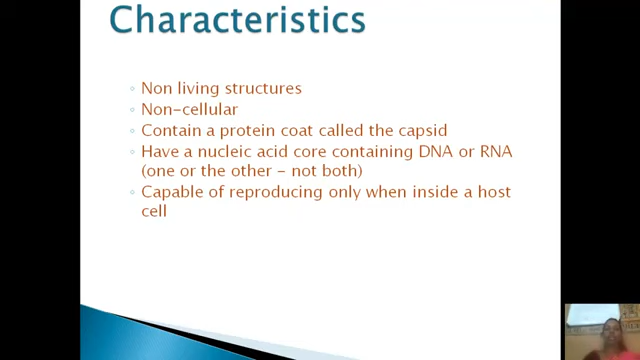 Characteristics
Non living structures
Non-cellular
Contain a protein coat called the capsid
Have a nucleic acid core containing DNA or RNA
(one or the other - not both)
Capable of reproducing only when inside a host
cell